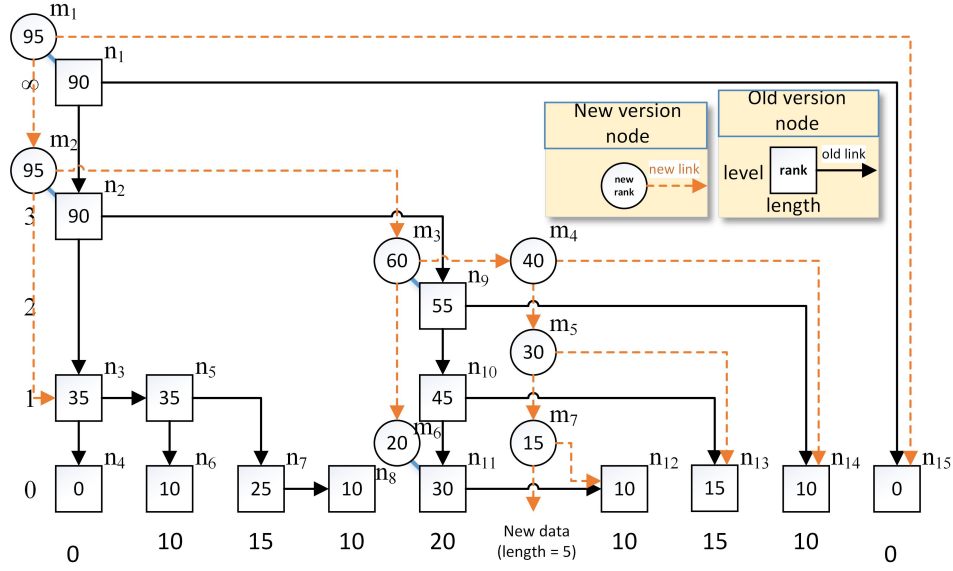 m1
95
n1
∞
90
m2
95
n2
3
90
m3
60
m4
40
n9
2
55
m5
30
n3
n5
n10
1
35
35
45
m6
20
m7
15
n4
n6
n7
n8
n11
n12
n13
n14
n15
0
0
10
25
10
30
10
15
10
0
New data
(length = 5)
0
10
15
10
20
10
15
10
0
New version
node
new
rank
new link
Old version
node
level
rank
old link
length